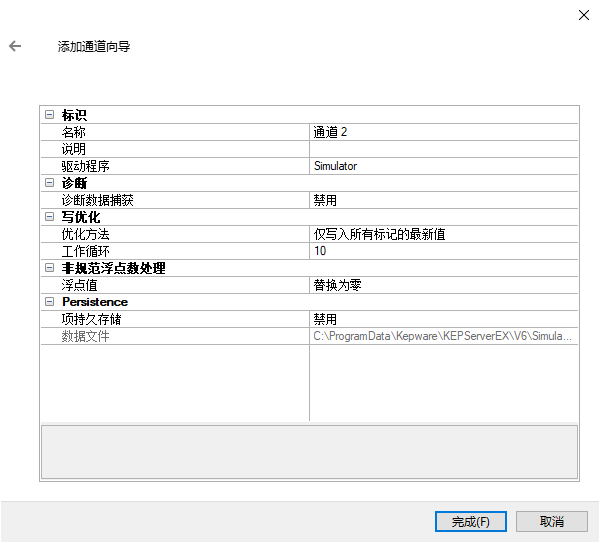 添加通道向导
标识
名称 通道 2
说明
驱动程序 Simulator
诊断
诊断数据捕获 禁用
写优化
优化方法 仅写入所有标记的最新值
工作循环 10
非规范浮点数处理
浮点值 替换为零
Persistence
项持久存储 禁用
数据文件 C:\ProgramData\Kepware\KEPServerEX\V6\Simula...
完成(F) 取消